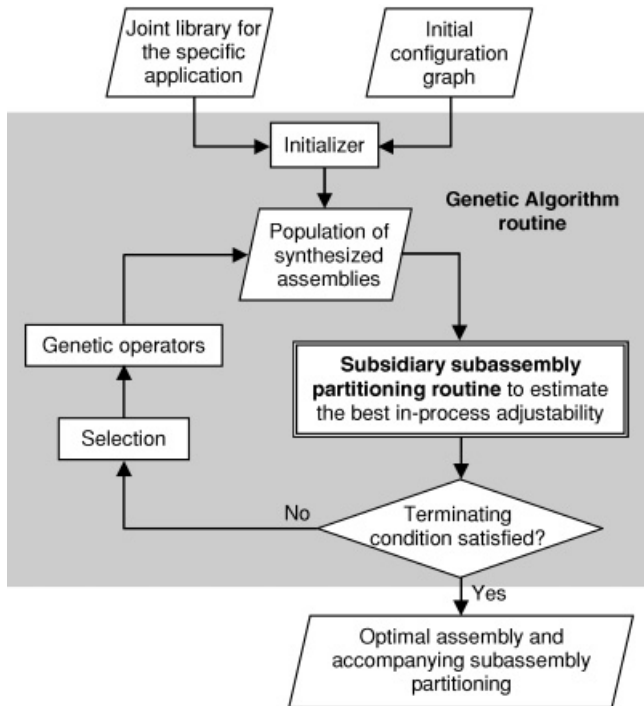 Joint library for
the specific
application
Initial
configuration
graph
Initializer
Genetic Algorithm
routine
Population of
synthesized
assemblies
Genetic operators
Subsidiary subassembly
partitioning routine to estimate
the best in-process adjustability
Selection
No
Terminating
condition satisfied?
Yes
Optimal assembly and
accompanying subassembly
partitioning